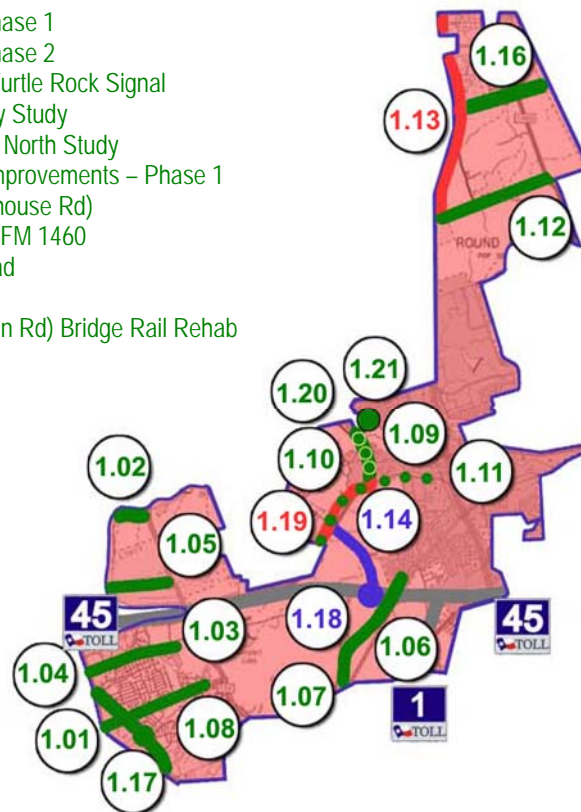 hase 1
hase 2
urtle Rock Signal
y Study
North Study
mprovements – Phase 1
house Rd)
FM 1460
nd
n Rd) Bridge Rail Rehab
1.16
1.13
1.12
ROUND
1.21
1.20
1.09
1.10
1.11
1.02
1.19
1.14
1.05
45
TOLL
1.03
1.18
45
TOLL
1.04
1.06
1.07
1
TOLL
1.01
1.08
1.17